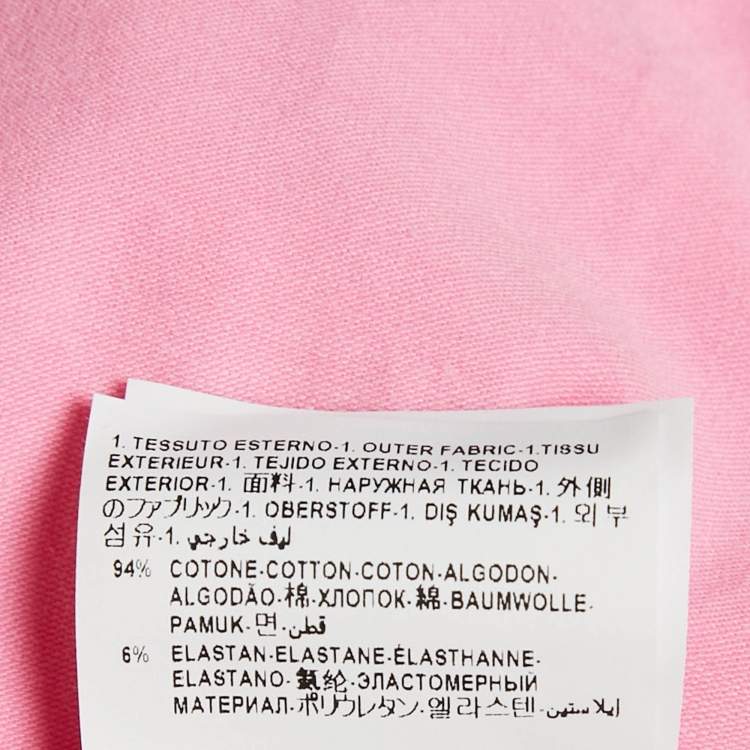 1. TESSUTO ESTERNO-1. OUTER FABRIC-1.TISSU
EXTERIEUR-1. TEJIDO EXTERNO-1. TECIDO
EXTERIOR-1. 面料-1. НАРУЖНАЯ ТКАНЬ-1. 外側
のファブリック-1. OBERSTOFF-1. DIŞ KUMAŞ-1. 외부
섬유-1. ليف خارجي
94% COTONE-COTTON-COTON-ALGODON-
ALGODÃO-棉-ХЛОПОК-綿-BAUMWOLLE-
PAMUK-면-قطن
6% ELASTAN-ELASTANE-ÉLASTHANNE-
ELASTANO-氨纶-ЭЛАСТОМЕРНЫЙ
МАТЕРИАЛ-ポリウレタン-엘라스텐-إيلاستين